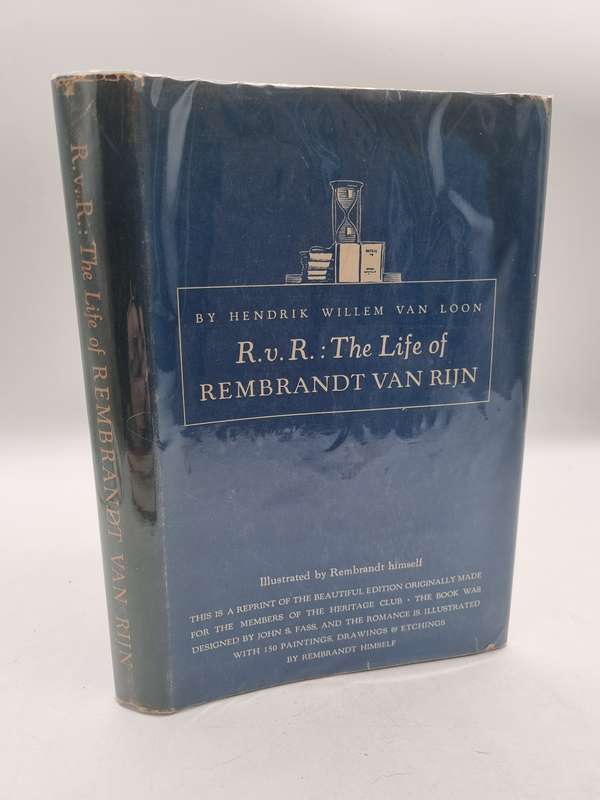 R.v.R.: The Life of REMBRANDT VAN RIJN
BY HENDRIK WILLEM VAN LOON
R.v.R.: The Life of
REMBRANDT VAN RIJN
Illustrated by Rembrandt himself
THIS IS A REPRINT OF THE BEAUTIFUL EDITION ORIGINALLY MADE
FOR THE MEMBERS OF THE HERITAGE CLUB · THE BOOK WAS
DESIGNED BY JOHN S. FASS, AND THE ROMANCE IS ILLUSTRATED
WITH 150 PAINTINGS, DRAWINGS & ETCHINGS
BY REMBRANDT HIMSELF